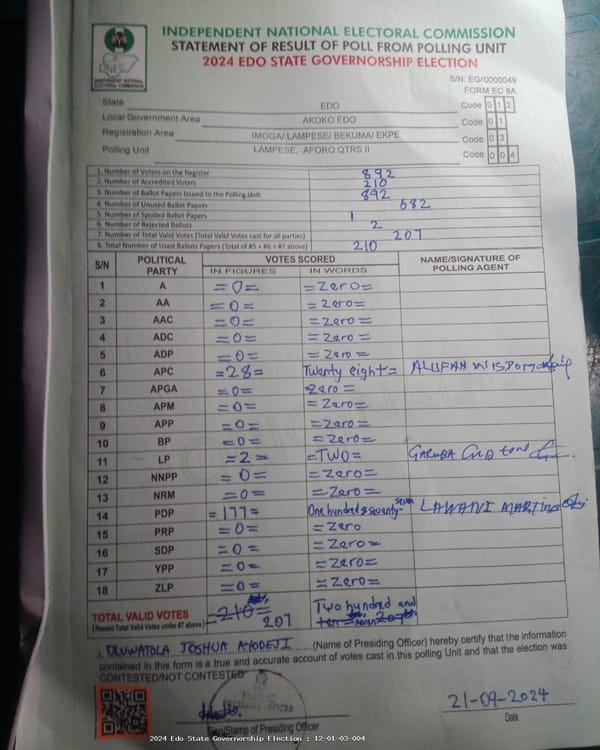 INDEPENDENT NATIONAL ELECTORAL COMMISSION
STATEMENT OF RESULT OF POLL FROM POLLING UNIT
2024 EDO STATE GOVERNORSHIP ELECTION
INEC
INDEPENDENT NATIONAL ELECTORAL COMMISSION
S/N: EG/0000049
FORM EC 8A
State EDO Code 0 1 2
Local Government Area AKOKO EDO Code 0 1
Registration Area IMOGA/ LAMPESE/ BEKUMA/ EKPE Code 0 3
Polling Unit LAMPESE, AFORO QTRS II Code 0 0 4
1. Number of Voters on the Register 892
2. Number of Accredited Voters 210
3. Number of Ballot Papers Issued to the Polling Unit 892
4. Number of Unused Ballot Papers 682
5. Number of Spoiled Ballot Papers 1
6. Number of Rejected Ballots 2
7. Number of Total Valid Votes (Total Valid Votes cast for all parties) 207
8. Total Number of Used Ballots Papers (Total of #5 + #6 + #7 above) 210
S/N POLITICAL PARTY VOTES SCORED NAME/SIGNATURE OF POLLING AGENT
IN FIGURES IN WORDS
1 A =0= =Zero=
2 AA =0= =Zero=
3 AAC =0= =Zero=
4 ADC =0= =Zero=
5 ADP =0= =Zero=
6 APC =28= Twenty eight= ALUFAH
7 APGA =0= Zero=
8 APM =0= =Zero=
9 APP =0= =Zero=
10 BP =0= =Zero=
11 LP =2= =TWO= GARUBA
12 NNPP =0= =Zero=
13 NRM =0= =Zero=
14 PDP =177= One hundred & seventy-seven LAWANI MARTINS
15 PRP =0= =Zero
16 SDP =0= =Zero=
17 YPP =0= =Zero=
18 ZLP =0= =Zero=
TOTAL VALID VOTES =210= 207 Two hundred and ten= seven 207
(Record Total Valid Votes under #7 above)
I, OLUWATOLA JOSHUA AYODEJI (Name of Presiding Officer) hereby certify that the information
contained in this form is a true and accurate account of votes cast in this polling Unit and that the election was
CONTESTED/NOT CONTESTED
PRESIDING OFFICER
21-09-2024
Sign/Stamp of Presiding Officer
Date
2024 Edo State Governorship Election : 12-01-03-004